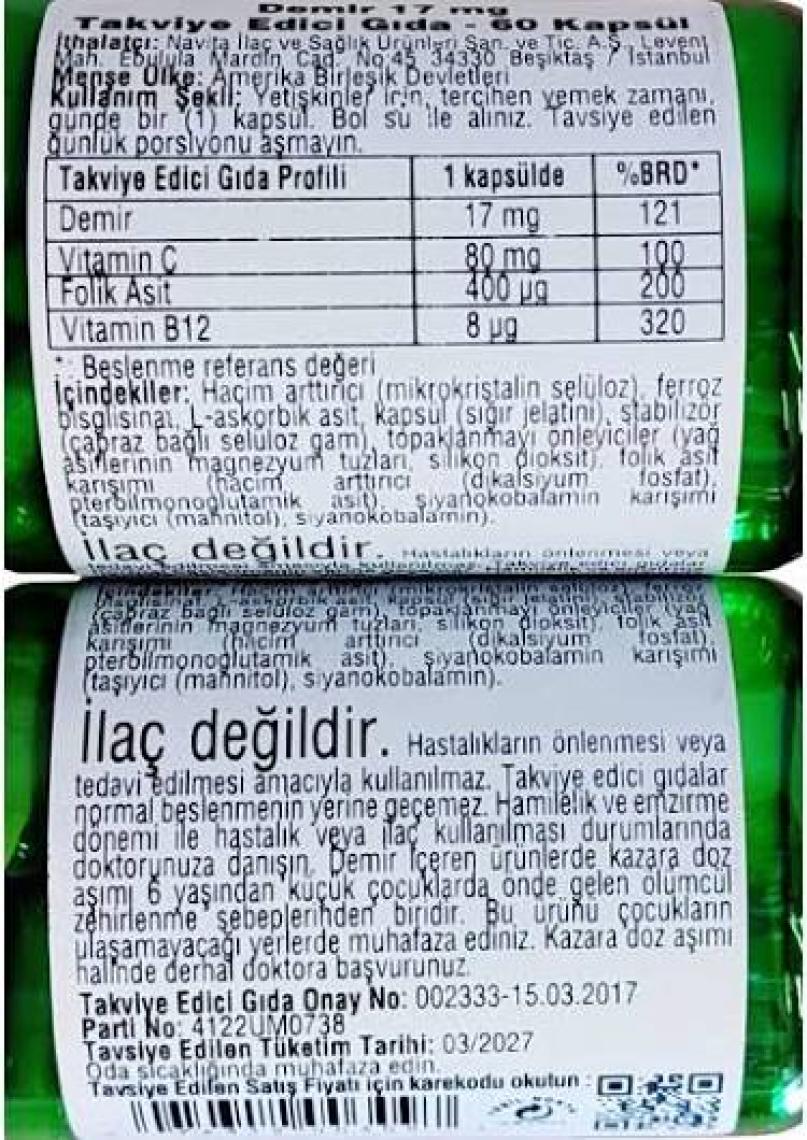 Demir 17 mg
Takviye Edici Gıda - 60 Kapsül
İthalatçı: Navita İlaç ve Sağlık Ürünleri San. ve Tic. A.Ş. Levent
Mah. Ebulula Mardin Cad. No:45 34330 Beşiktaş / İstanbul
Menşe Ülke: Amerika Birleşik Devletleri
Kullanım Şekli: Yetişkinler için, tercihen yemek zamanı,
günde bir (1) kapsül. Bol su ile alınız. Tavsiye edilen
günlük porsiyonu aşmayın.
Takviye Edici Gıda Profili 1 kapsülde %BRD*
Demir 17 mg 121
Vitamin C 80 mg 100
Folik Asit 400 µg 200
Vitamin B12 8 µg 320
*: Beslenme referans değeri
İçindekiler: Hacim arttırıcı (mikrokristalin selüloz), ferroz
bisglisinat, L-askorbik asit, kapsül (sığır jelatini), stabilizör
(çapraz bağlı selüloz gam), topaklanmayı önleyiciler (yağ
asitlerinin magnezyum tuzları, silikon dioksit), folik asit
karışımı (hacim arttırıcı (dikalsiyum fosfat),
pteroilmonoglutamik asit), siyanokobalamin karışımı
(taşıyıcı (mannitol), siyanokobalamin).
İlaç değildir. Hastalıkların önlenmesi veya
tedavi edilmesi amacıyla kullanılmaz. Takviye edici gıdalar
(çapraz bağlı selüloz gam), topaklanmayı önleyiciler (yağ
asitlerinin magnezyum tuzları, silikon dioksit), folik asit
karışımı (hacim arttırıcı (dikalsiyum fosfat),
pteroilmonoglutamik asit), siyanokobalamin karışımı
(taşıyıcı (mannitol), siyanokobalamin).
İlaç değildir. Hastalıkların önlenmesi veya
tedavi edilmesi amacıyla kullanılmaz. Takviye edici gıdalar
normal beslenmenin yerine geçemez. Hamilelik ve emzirme
dönemi ile hastalık veya ilaç kullanılması durumlarında
doktorunuza danışın. Demir içeren ürünlerde kazara doz
aşımı 6 yaşından küçük çocuklarda önde gelen ölümcül
zehirlenme sebeplerinden biridir. Bu ürünü çocukların
ulaşamayacağı yerlerde muhafaza ediniz. Kazara doz aşımı
halinde derhal doktora başvurunuz.
Takviye Edici Gıda Onay No: 002333-15.03.2017
Parti No: 4122UM0738
Tavsiye Edilen Tüketim Tarihi: 03/2027
Oda sıcaklığında muhafaza edin.
Tavsiye Edilen Satış Fiyatı için karekodu okutun :